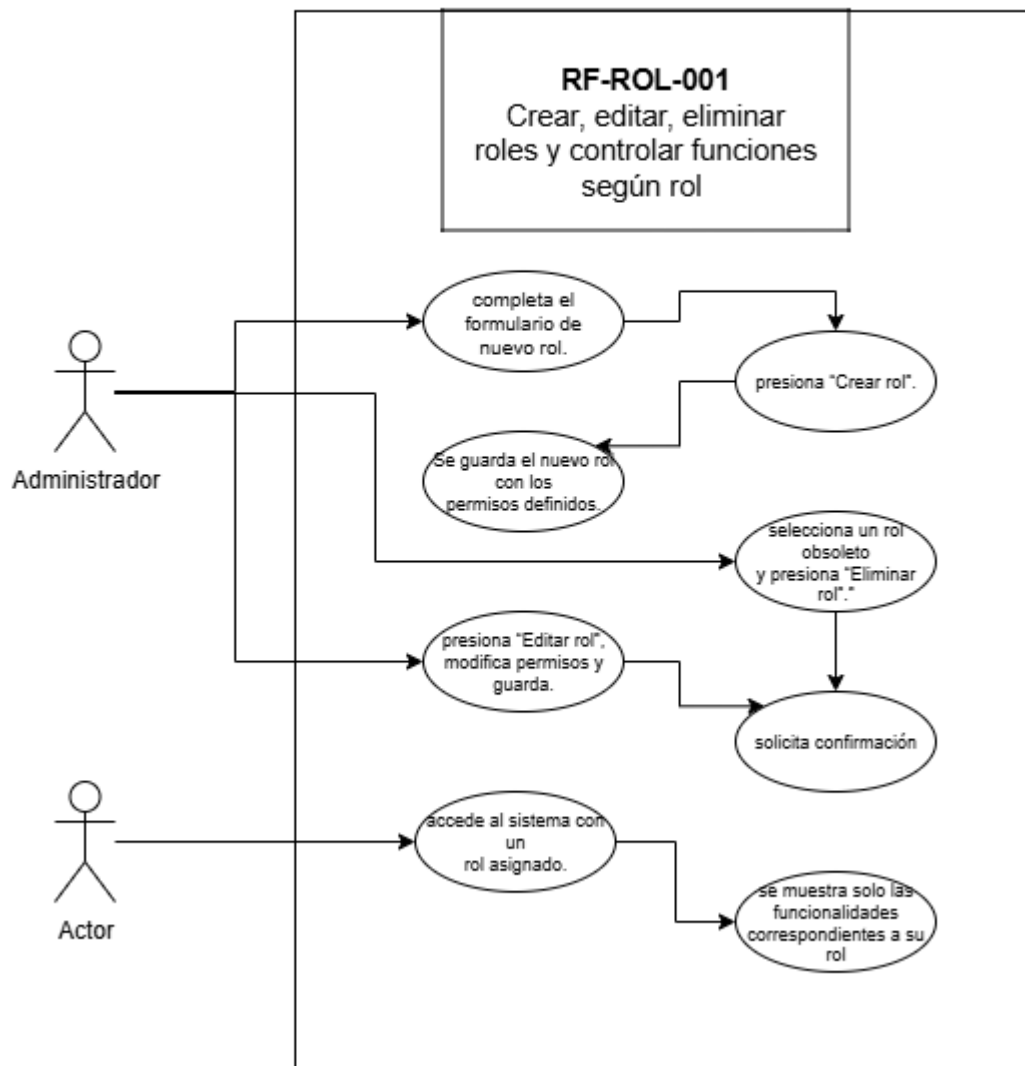 RF-ROL-001
Crear, editar, eliminar
roles y controlar funciones
según rol
completa el
formulario de
nuevo rol.
presiona “Crear rol”.
Administrador
Se guarda el nuevo rol
con los
permisos definidos.
selecciona un rol
obsoleto
y presiona “Eliminar
rol”.”
presiona “Editar rol”,
modifica permisos y
guarda.
solicita confirmación
accede al sistema con
un
rol asignado.
Actor
se muestra solo las
funcionalidades
correspondientes a su
rol